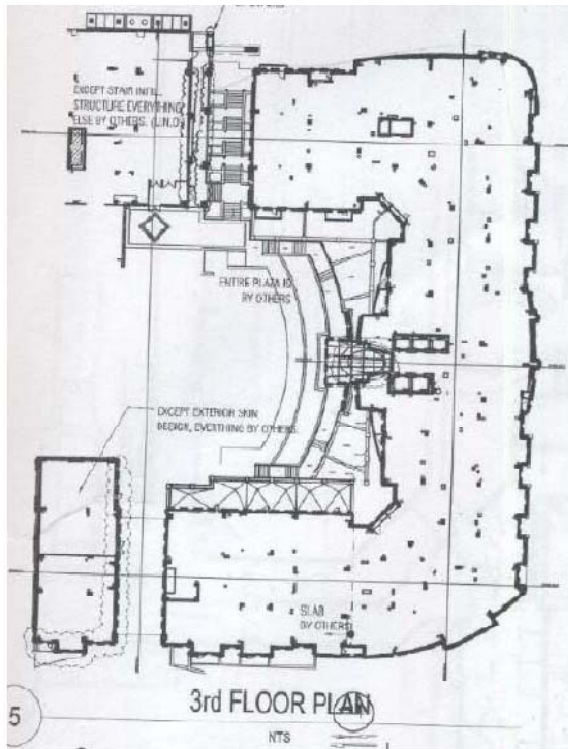 EXCEPT STAIR INFILL
STRUCTURE EVERYTHING
ELSE BY OTHERS. (U.N.O)
ENTIRE PLAZA IS
BY OTHERS
EXCEPT EXTERIOR SKIN
DESIGN, EVERTHING BY OTHERS.
SLAB
BY OTHERS
3rd FLOOR PLAN
5
NTS